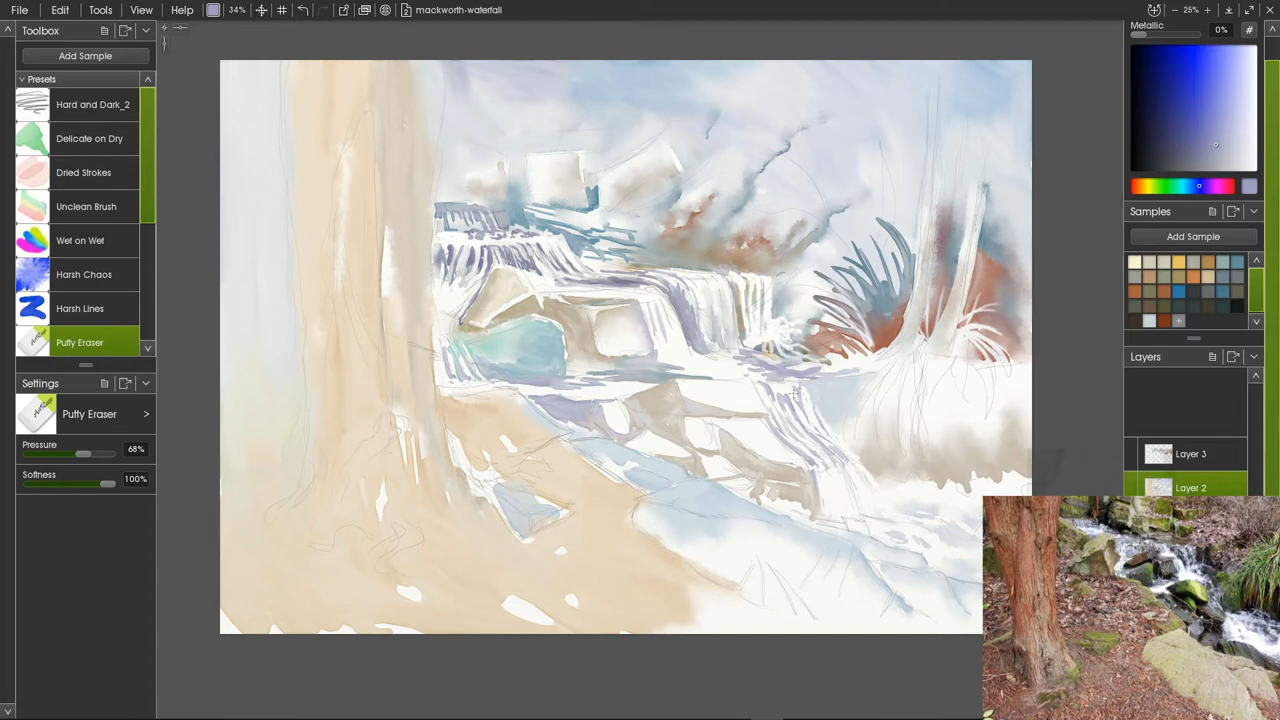 File Edit Tools View Help 34% 2 mackworth-waterfall 25%
Toolbox
Add Sample
Presets
Hard and Dark_2
Delicate on Dry
Dried Strokes
Unclean Brush
Wet on Wet
Harsh Chaos
Harsh Lines
Putty Eraser
Settings
Putty Eraser >
Pressure 68%
Softness 100%
Metallic 0% #
Samples
Add Sample
Layers
Layer 3
Layer 2